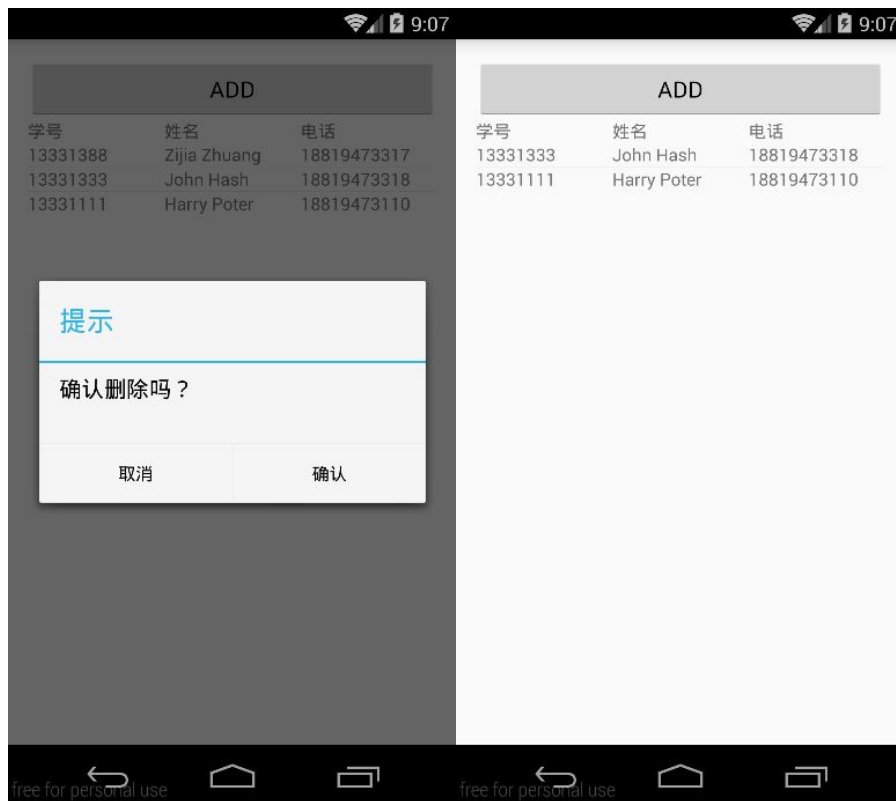 9:07
ADD
学号 姓名 电话
13331388 Zijia Zhuang 18819473317
13331333 John Hash 18819473318
13331111 Harry Poter 18819473110
提示
确认删除吗？
取消 确认
free for personal use
9:07
ADD
学号 姓名 电话
13331333 John Hash 18819473318
13331111 Harry Poter 18819473110
free for personal use